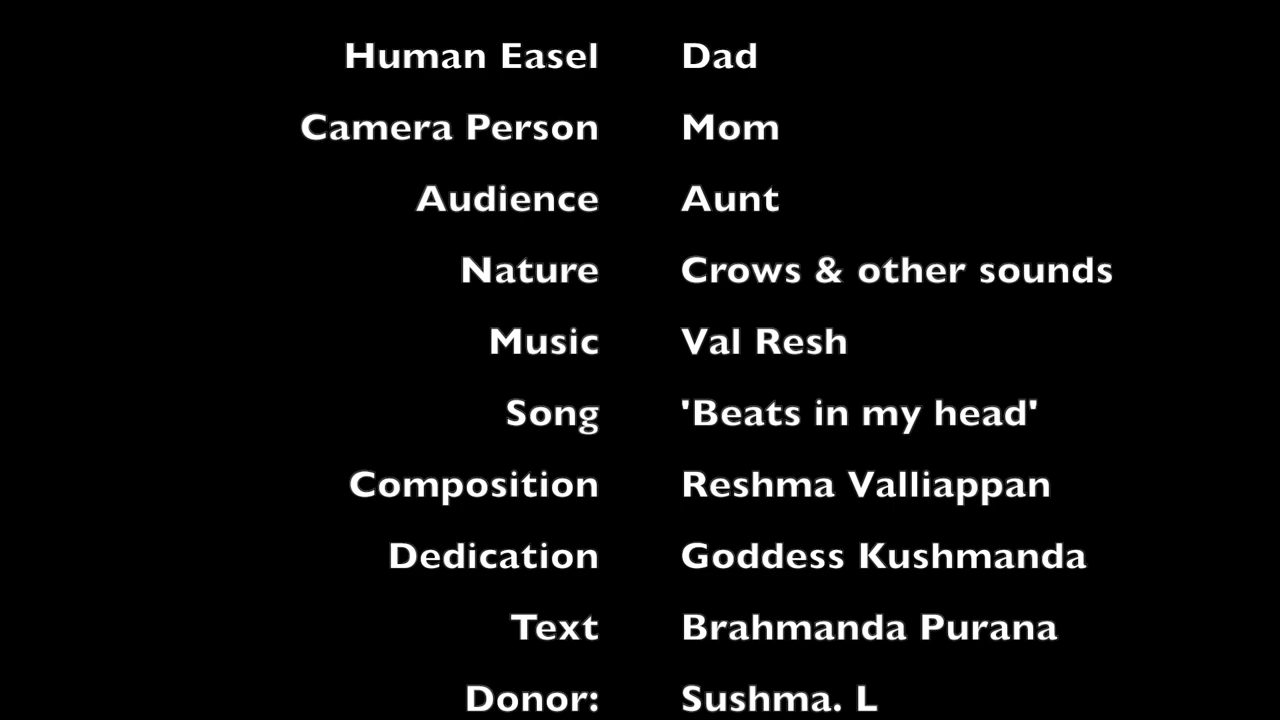 Human Easel Dad
Camera Person Mom
Audience Aunt
Nature Crows & other sounds
Music Val Resh
Song 'Beats in my head'
Composition Reshma Valliappan
Dedication Goddess Kushmanda
Text Brahmanda Purana
Donor: Sushma. L